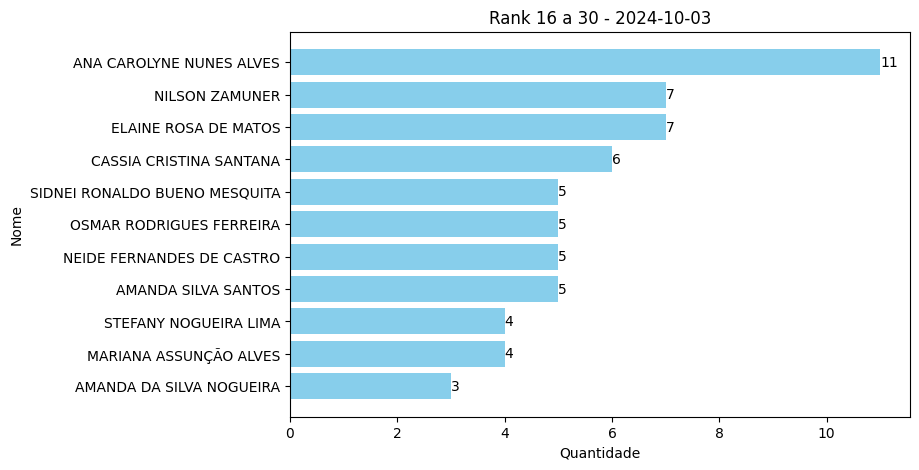 Rank 16 a 30 - 2024-10-03
Nome
ANA CAROLYNE NUNES ALVES 11
NILSON ZAMUNER 7
ELAINE ROSA DE MATOS 7
CASSIA CRISTINA SANTANA 6
SIDNEI RONALDO BUENO MESQUITA 5
OSMAR RODRIGUES FERREIRA 5
NEIDE FERNANDES DE CASTRO 5
AMANDA SILVA SANTOS 5
STEFANY NOGUEIRA LIMA 4
MARIANA ASSUNÇÃO ALVES 4
AMANDA DA SILVA NOGUEIRA 3
0 2 4 6 8 10
Quantidade